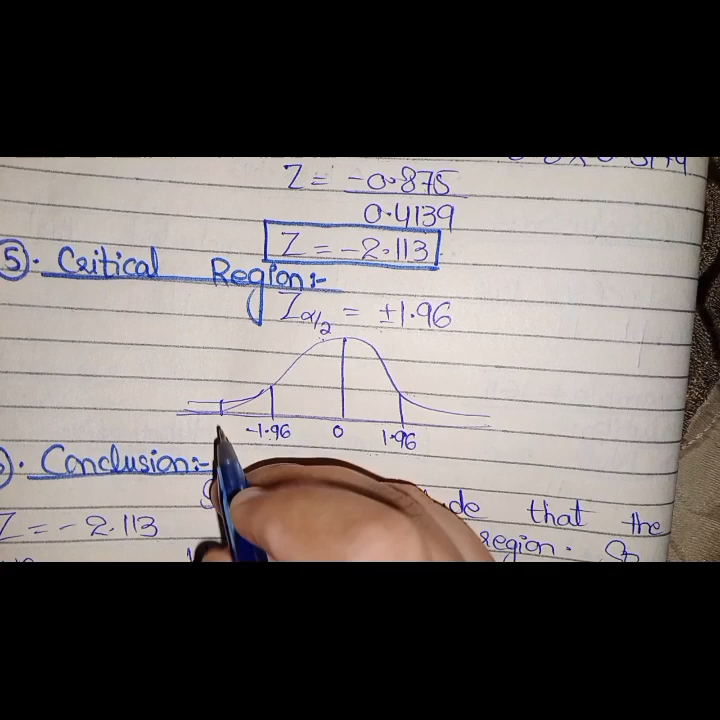 Z = -0.875
0.4139
Z = -2.113
5). Critical Region:-
Zα/2 = ±1.96
-1.96 0 1.96
). Conclusion:-
that the
Z = -2.113 region. So